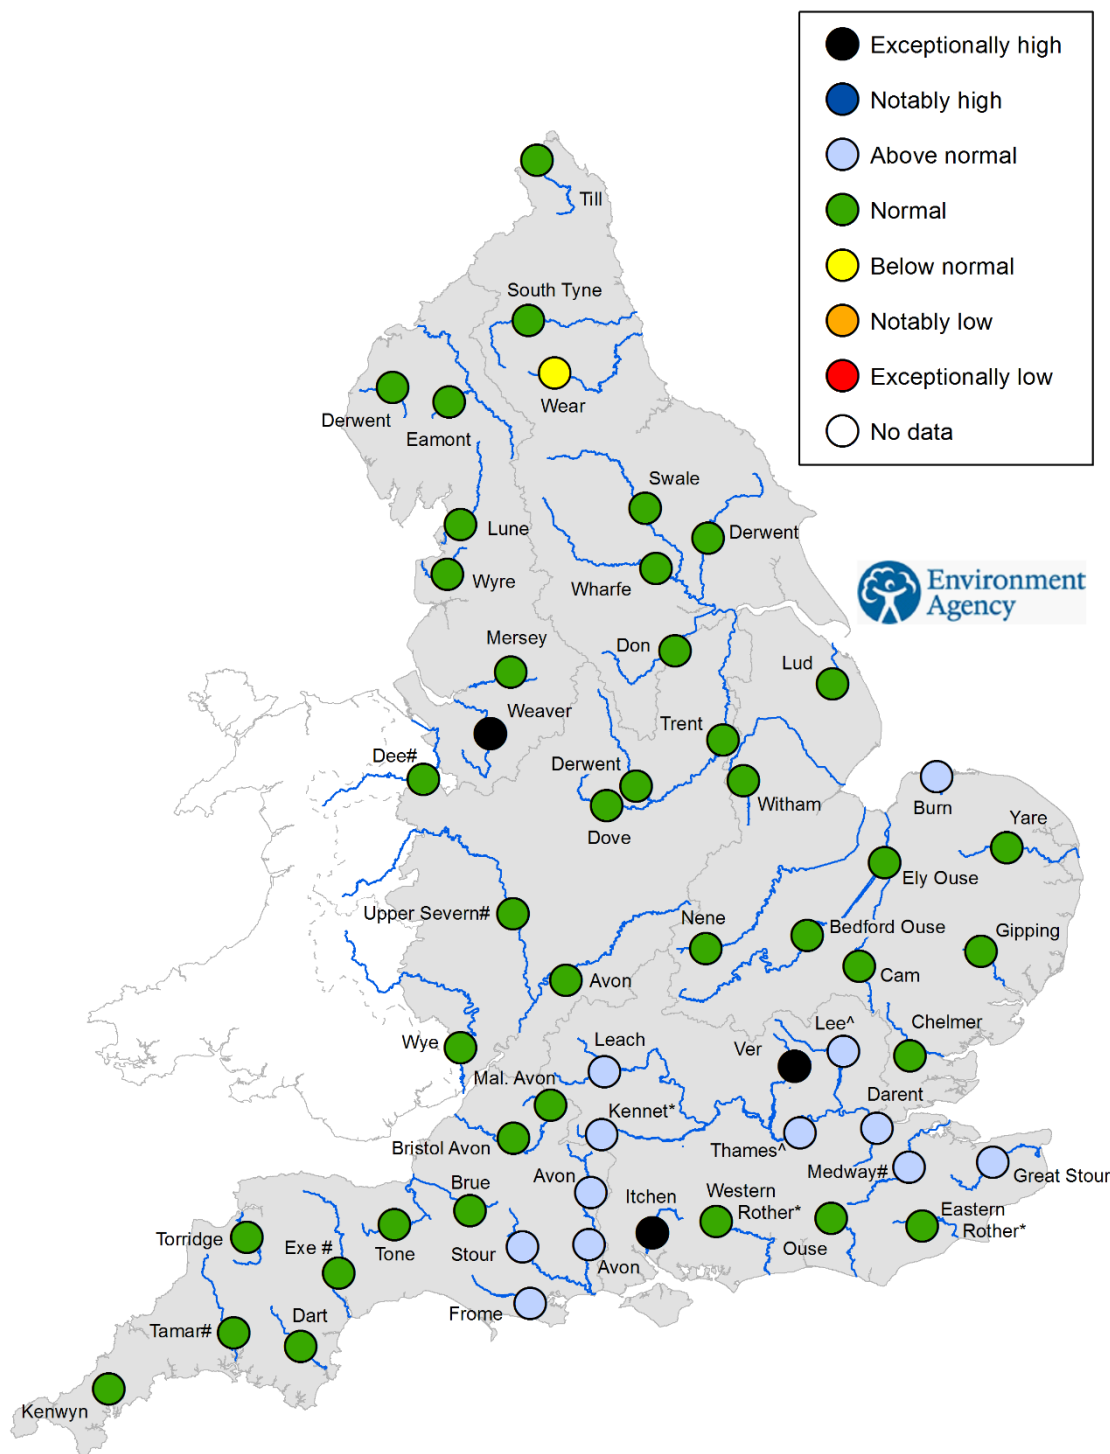 Exceptionally high
Notably high
Above normal
Normal
Below normal
Notably low
Exceptionally low
No data
Till
South Tyne
Wear
Derwent
Eamont
Swale
Lune
Derwent
Wyre
Wharfe
Environment
Agency
Mersey
Don
Lud
Weaver
Trent
Dee#
Derwent
Witham
Burn
Dove
Yare
Ely Ouse
Upper Severn#
Nene
Bedford Ouse
Gipping
Avon
Cam
Chelmer
Lee^
Wye
Leach
Ver
Mal. Avon
Darent
Kennet*
Bristol Avon
Thames^
Medway#
Great Stour
Brue
Avon
Itchen
Western
Rother*
Eastern
Rother*
Torridge
Exe #
Tone
Stour
Avon
Ouse
Frome
Dart
Tamar#
Kenwyn